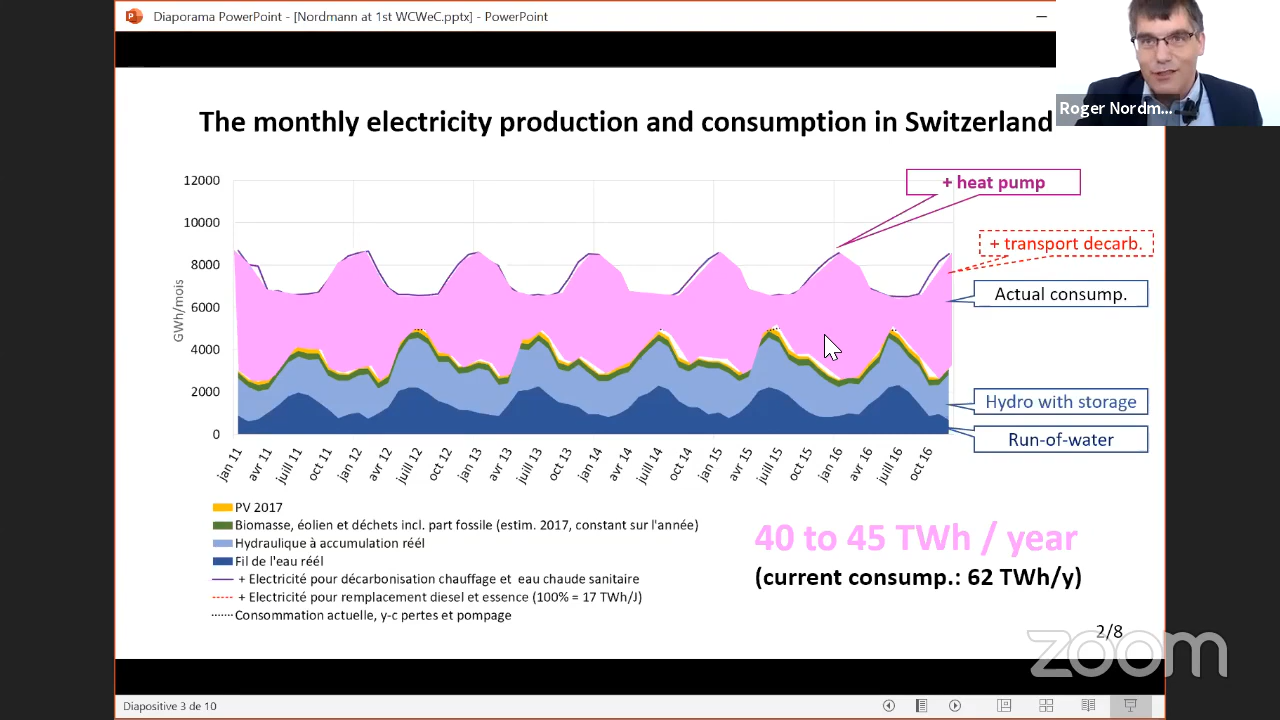 Diaporama PowerPoint - [Nordmann at 1st WCWeC.pptx] - PowerPoint
Roger Nordm...
The monthly electricity production and consumption in Switzerland
+ heat pump
+ transport decarb.
Actual consump.
Hydro with storage
Run-of-water
GWh/mois
12000
10000
8000
6000
4000
2000
0
jan 11
avr 11
juill 11
oct 11
jan 12
avr 12
juill 12
oct 12
jan 13
avr 13
juill 13
oct 13
jan 14
avr 14
juill 14
oct 14
jan 15
avr 15
juill 15
oct 15
jan 16
avr 16
juill 16
oct 16
PV 2017
Biomasse, éolien et déchets incl. part fossile (estim. 2017, constant sur l'année)
Hydraulique à accumulation réél
Fil de l'eau réél
+ Electricité pour décarbonisation chauffage et eau chaude sanitaire
+ Electricité pour remplacement diesel et essence (100% = 17 TWh/J)
Consommation actuelle, y-c pertes et pompage
40 to 45 TWh / year
(current consump.: 62 TWh/y)
2/8
zoom
Diapositive 3 de 10